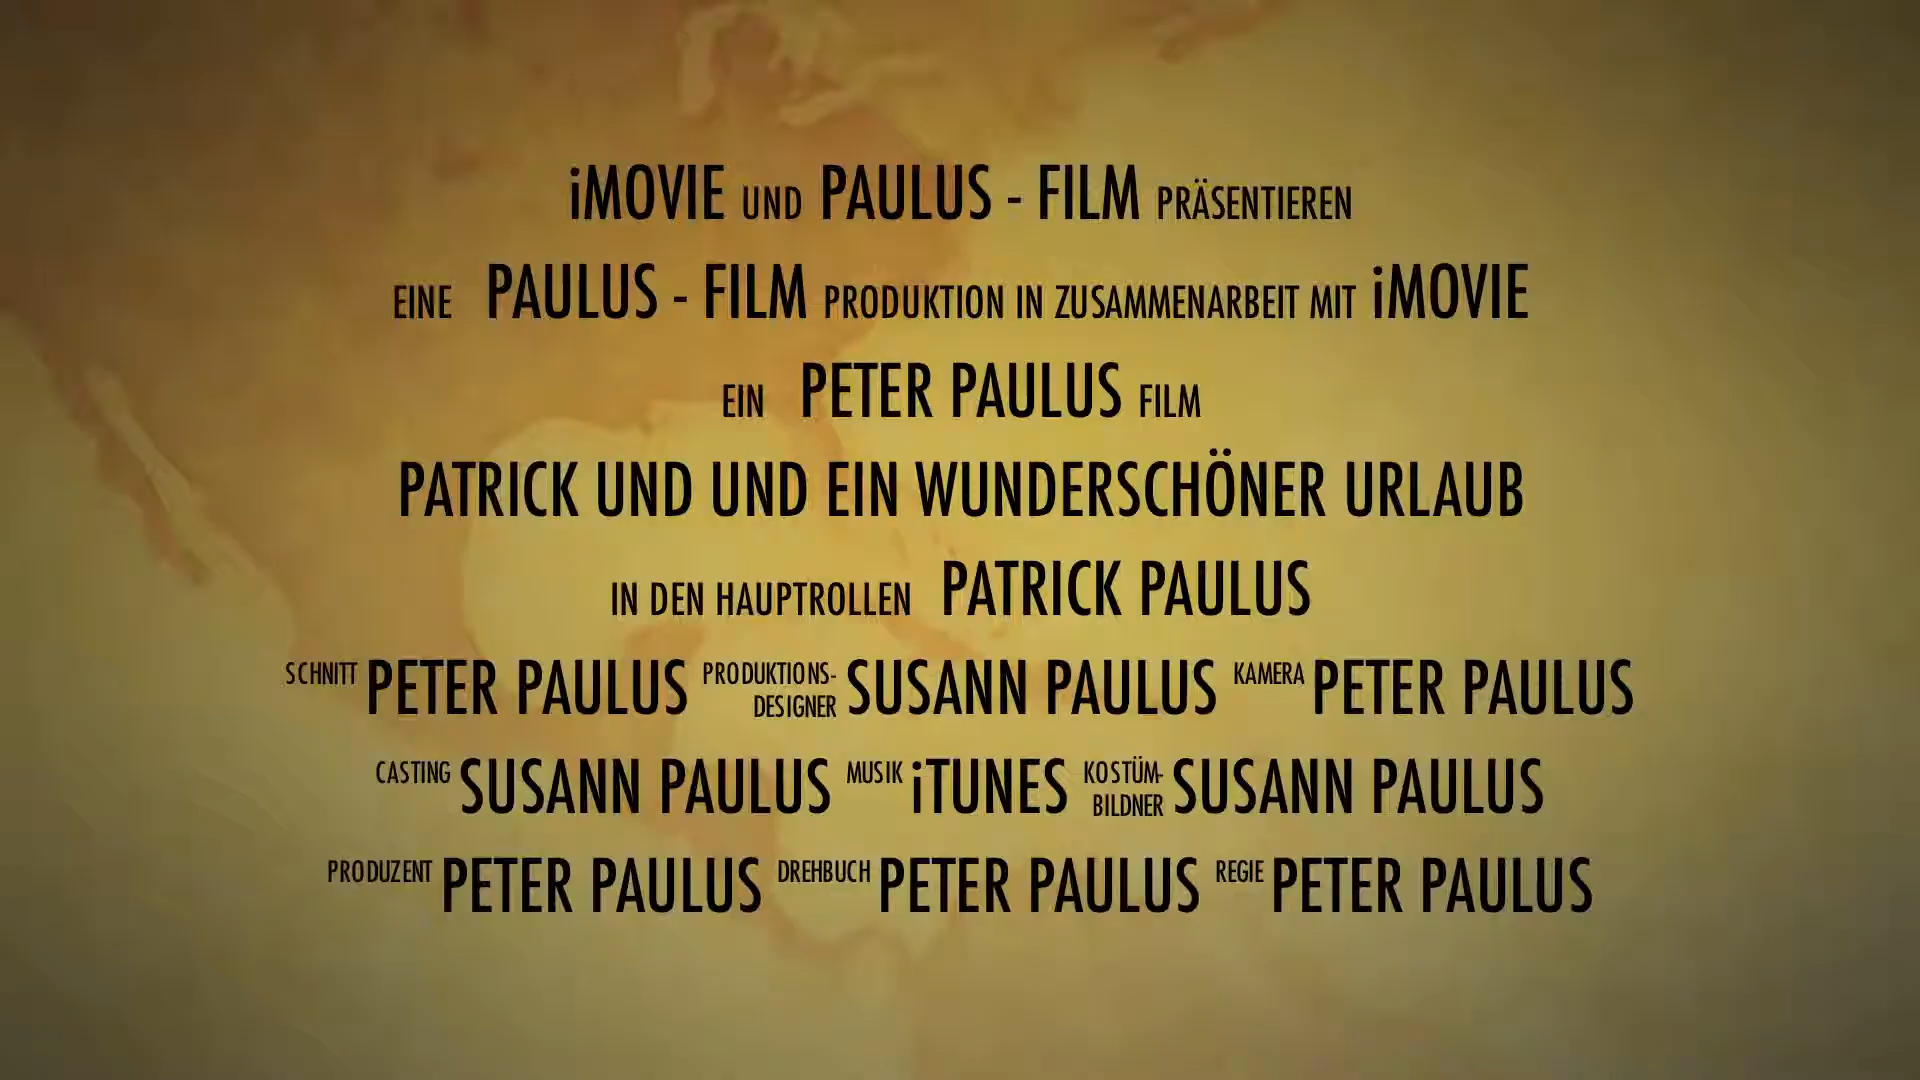 iMOVIE UND PAULUS - FILM PRÄSENTIEREN
EINE PAULUS - FILM PRODUKTION IN ZUSAMMENARBEIT MIT iMOVIE
EIN PETER PAULUS FILM
PATRICK UND UND EIN WUNDERSCHÖNER URLAUB
IN DEN HAUPTROLLEN PATRICK PAULUS
SCHNITT PETER PAULUS PRODUKTIONS-DESIGNER SUSANN PAULUS KAMERA PETER PAULUS
CASTING SUSANN PAULUS MUSIK iTUNES KOSTÜM-BILDNER SUSANN PAULUS
PRODUZENT PETER PAULUS DREHBUCH PETER PAULUS REGIE PETER PAULUS